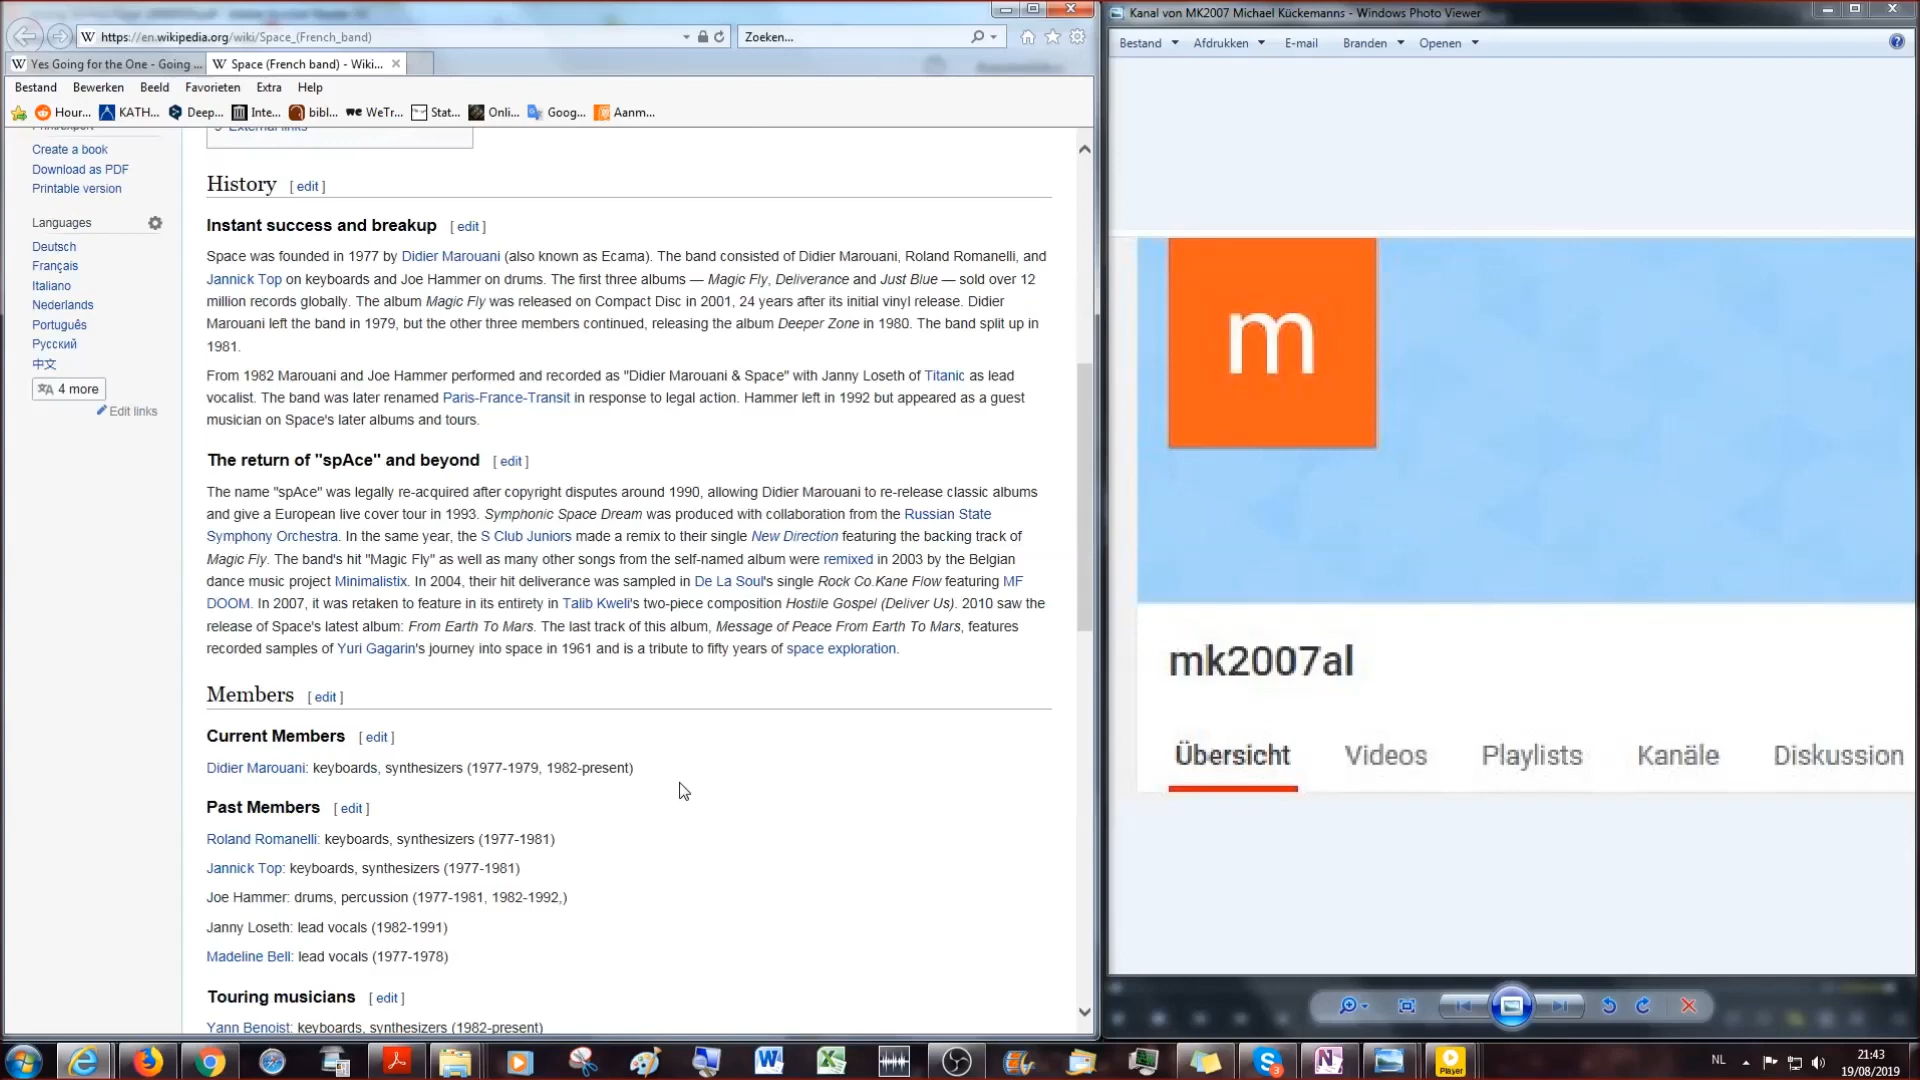 https://en.wikipedia.org/wiki/Space_(French_band)
Zoeken...
Yes Going for the One - Going ...
Space (French band) - Wiki...
Bestand Bewerken Beeld Favorieten Extra Help
Hour... KATH... Deep... Inte... bibl... WeTr... Stat... Onli... Goog... Aanm...
Print/export
Create a book
Download as PDF
Printable version
Languages
Deutsch
Français
Italiano
Nederlands
Português
Русский
中文
4 more
Edit links
9 External links
History [ edit ]
Instant success and breakup [ edit ]
Space was founded in 1977 by Didier Marouani (also known as Ecama). The band consisted of Didier Marouani, Roland Romanelli, and
Jannick Top on keyboards and Joe Hammer on drums. The first three albums — Magic Fly, Deliverance and Just Blue — sold over 12
million records globally. The album Magic Fly was released on Compact Disc in 2001, 24 years after its initial vinyl release. Didier
Marouani left the band in 1979, but the other three members continued, releasing the album Deeper Zone in 1980. The band split up in
1981.
From 1982 Marouani and Joe Hammer performed and recorded as "Didier Marouani & Space" with Janny Loseth of Titanic as lead
vocalist. The band was later renamed Paris-France-Transit in response to legal action. Hammer left in 1992 but appeared as a guest
musician on Space's later albums and tours.
The return of "spAce" and beyond [ edit ]
The name "spAce" was legally re-acquired after copyright disputes around 1990, allowing Didier Marouani to re-release classic albums
and give a European live cover tour in 1993. Symphonic Space Dream was produced with collaboration from the Russian State
Symphony Orchestra. In the same year, the S Club Juniors made a remix to their single New Direction featuring the backing track of
Magic Fly. The band's hit "Magic Fly" as well as many other songs from the self-named album were remixed in 2003 by the Belgian
dance music project Minimalistix. In 2004, their hit deliverance was sampled in De La Soul's single Rock Co.Kane Flow featuring MF
DOOM. In 2007, it was retaken to feature in its entirety in Talib Kweli's two-piece composition Hostile Gospel (Deliver Us). 2010 saw the
release of Space's latest album: From Earth To Mars. The last track of this album, Message of Peace From Earth To Mars, features
recorded samples of Yuri Gagarin's journey into space in 1961 and is a tribute to fifty years of space exploration.
Members [ edit ]
Current Members [ edit ]
Didier Marouani: keyboards, synthesizers (1977-1979, 1982-present)
Past Members [ edit ]
Roland Romanelli: keyboards, synthesizers (1977-1981)
Jannick Top: keyboards, synthesizers (1977-1981)
Joe Hammer: drums, percussion (1977-1981, 1982-1992,)
Janny Loseth: lead vocals (1982-1991)
Madeline Bell: lead vocals (1977-1978)
Touring musicians [ edit ]
Yann Benoist: keyboards, synthesizers (1982-present)
Kanal von MK2007 Michael Kückemanns - Windows Photo Viewer
Bestand Afdrukken E-mail Branden Openen
m
mk2007al
Übersicht Videos Playlists Kanäle Diskussion
Player
NL
21:43
19/08/2019